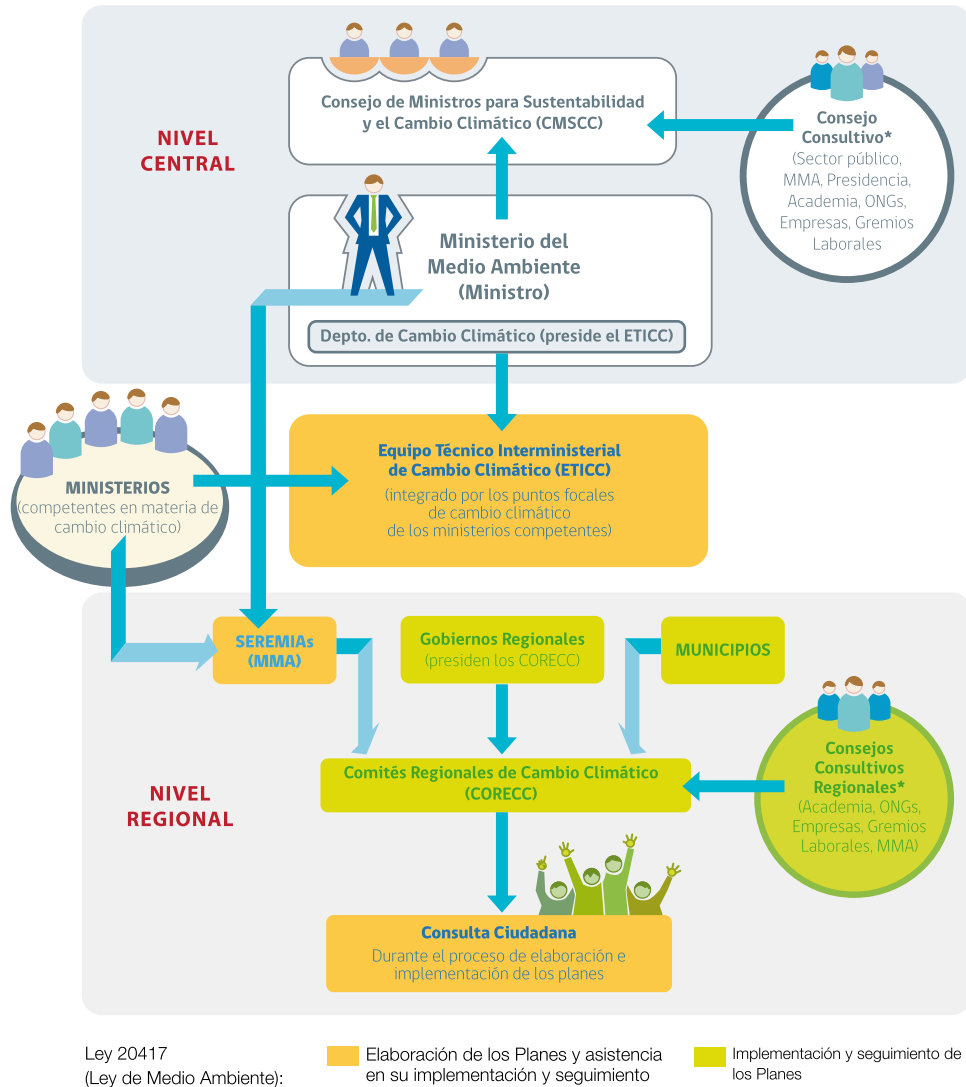 Consejo de Ministros para Sustentabilidad
y el Cambio Climático (CMSCC)
Consejo
Consultivo*
(Sector público,
MMA, Presidencia,
Academia, ONGs,
Empresas, Gremios
Laborales
NIVEL
CENTRAL
Ministerio del
Medio Ambiente
(Ministro)
Depto. de Cambio Climático (preside el ETICC)
MINISTERIOS
(competentes en materia de
cambio climático)
Equipo Técnico Interministerial
de Cambio Climático (ETICC)
(integrado por los puntos focales
de cambio climático
de los ministerios competentes)
SEREMIAs
(MMA)
Gobiernos Regionales
(presiden los CORECC)
MUNICIPIOS
NIVEL
REGIONAL
Comités Regionales de Cambio Climático
(CORECC)
Consejos
Consultivos
Regionales*
(Academia, ONGs,
Empresas, Gremios
Laborales, MMA)
Consulta Ciudadana
Durante el proceso de elaboración e
implementación de los planes
Ley 20417
(Ley de Medio Ambiente):
Elaboración de los Planes y asistencia
en su implementación y seguimiento
Implementación y seguimiento de
los Planes